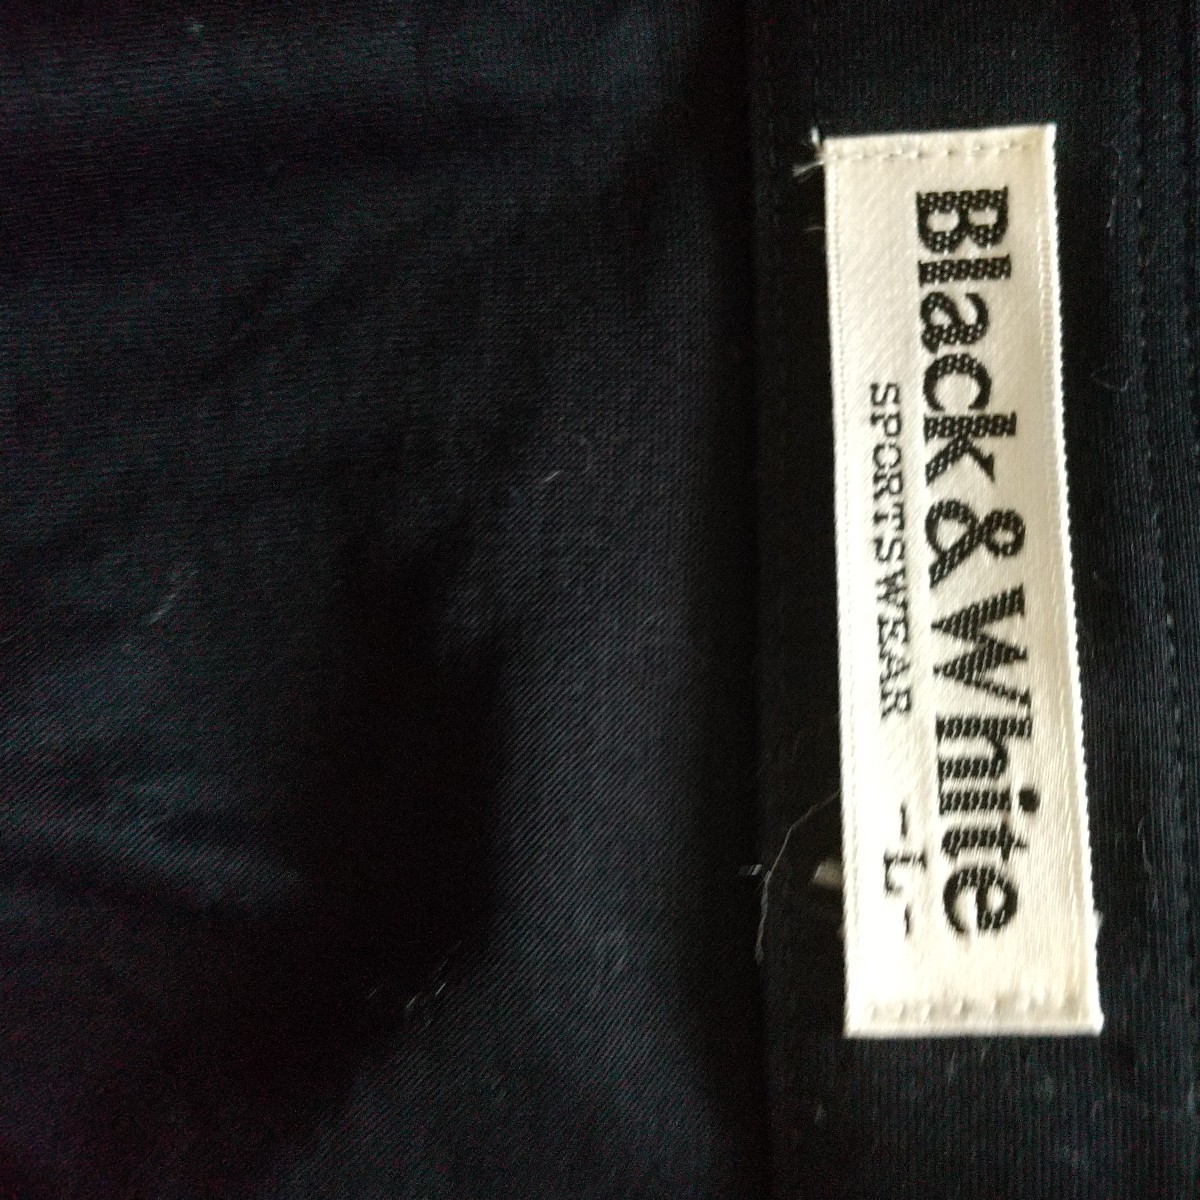 Black & White
SPORTSWEAR
-L-